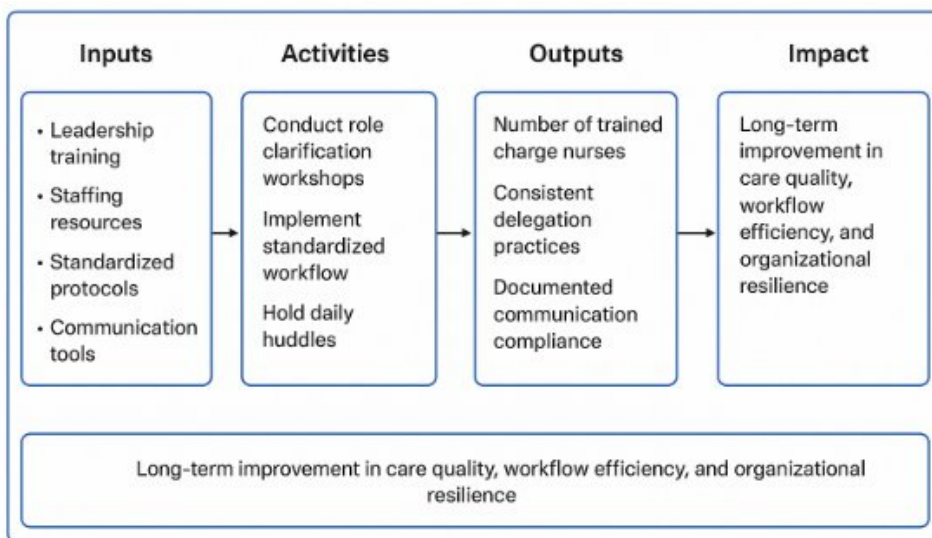 Inputs
• Leadership
training
• Staffing
resources
• Standardized
protocols
• Communication
tools
Activities
Conduct role
clarification
workshops
Implement
standardized
workflow
Hold daily
huddles
Outputs
Number of trained
charge nurses
Consistent
delegation
practices
Documented
communication
compliance
Impact
Long-term
improvement in
care quality,
workflow
efficiency, and
organizational
resilience
Long-term improvement in care quality, workflow efficiency, and organizational
resilience